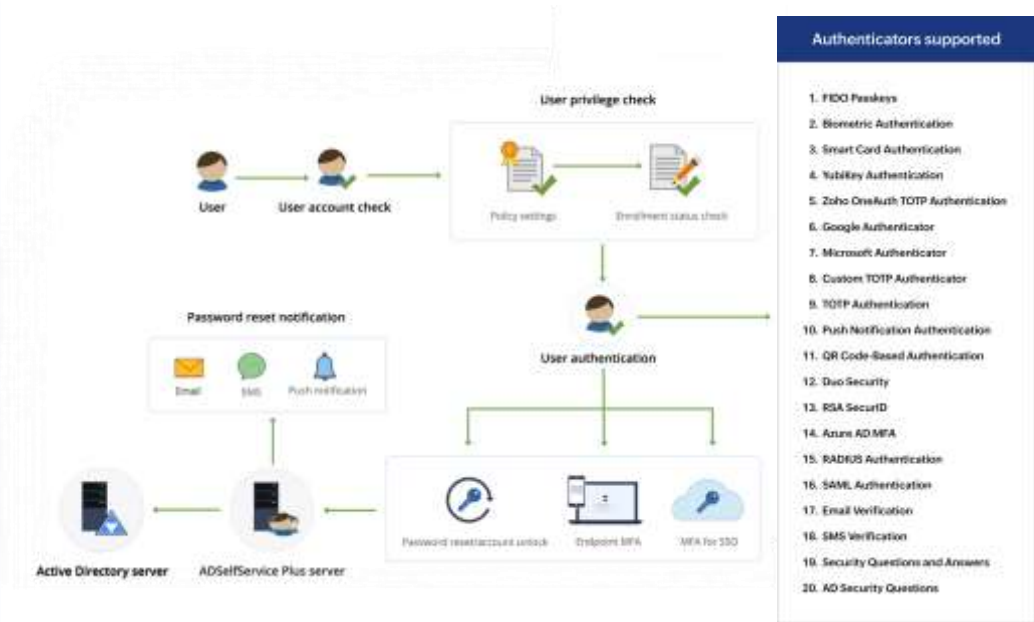 Authenticators supported
User privilege check
User
User account check
Policy settings
Enrollment status check
User authentication
Password reset notification
Email
SMS
Push notification
Password reset/account unlock
Endpoint MFA
MFA for SSO
Active Directory server
ADSelfService Plus server
1. FIDO Passkeys
2. Biometric Authentication
3. Smart Card Authentication
4. YubiKey Authentication
5. Zoho OneAuth TOTP Authentication
6. Google Authenticator
7. Microsoft Authenticator
8. Custom TOTP Authenticator
9. TOTP Authentication
10. Push Notification Authentication
11. QR Code-Based Authentication
12. Duo Security
13. RSA SecurID
14. Azure AD MFA
15. RADIUS Authentication
16. SAML Authentication
17. Email Verification
18. SMS Verification
19. Security Questions and Answers
20. AD Security Questions